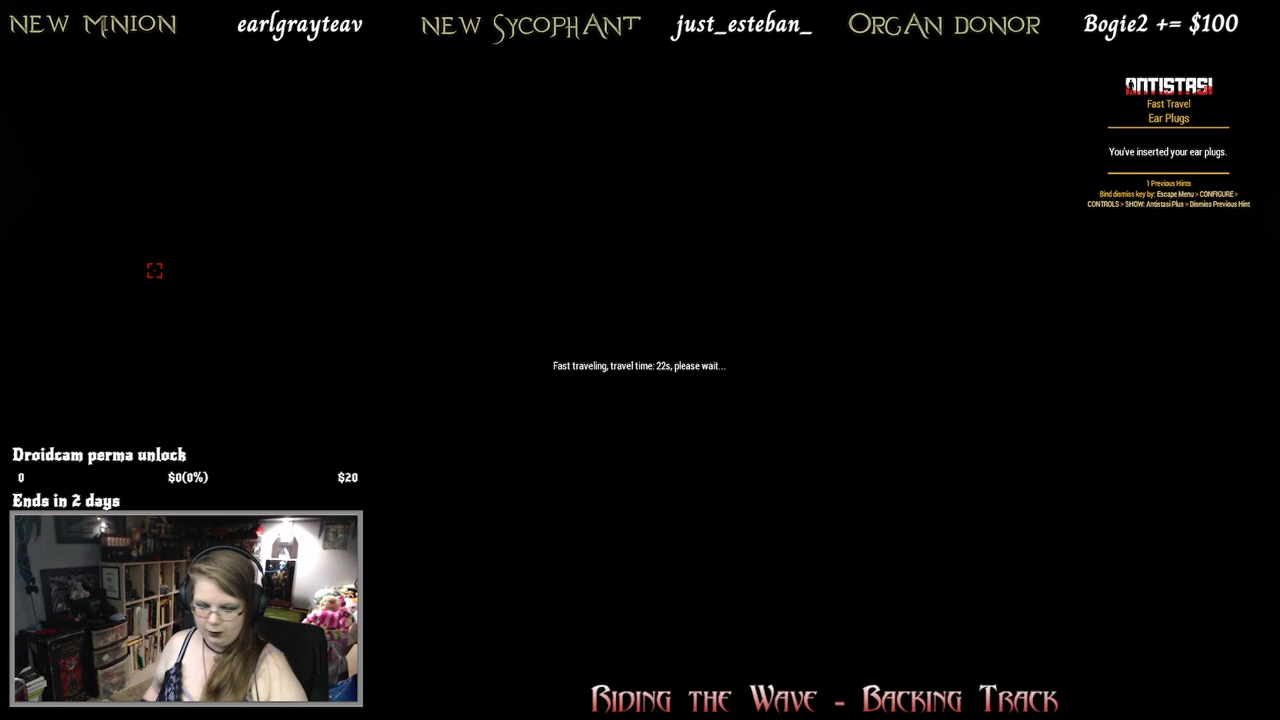 NEW MINION earlgrayteav NEW SYCOPHANT just_esteban_ ORGAN DONOR Bogie2 += $100
ANTISTASI
Fast Travel
Ear Plugs
You've inserted your ear plugs.
1 Previous Hints
Bind dismiss key by: Escape Menu > CONFIGURE >
CONTROLS > SHOW: Antistasi Plus > Dismiss Previous Hint
Fast traveling, travel time: 22s, please wait...
Droidcam perma unlock
0 $0(0%) $20
Ends in 2 days
Riding the Wave - Backing Track